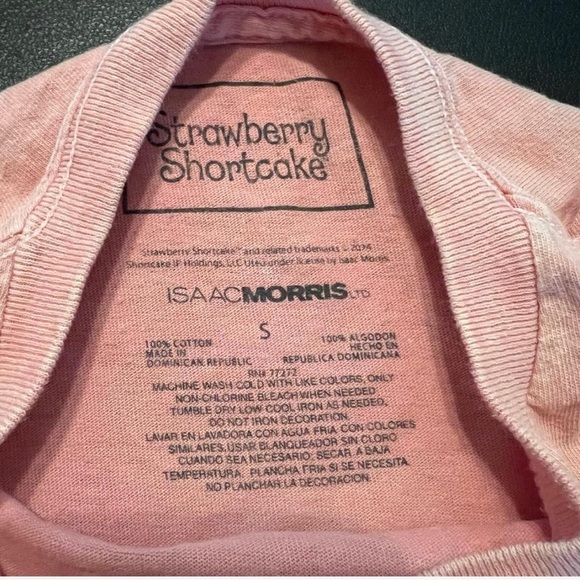 Strawberry
Shortcake
Strawberry Shortcake™ and related trademarks © 2024
Shortcake IP Holdings, LLC Used under license by Isaac Morris.
ISAACMORRIS LTD
S
100% COTTON
MADE IN
DOMINICAN REPUBLIC
100% ALGODON
HECHO EN
REPUBLICA DOMINICANA
RN# 77272
MACHINE WASH COLD WITH LIKE COLORS, ONLY
NON-CHLORINE BLEACH WHEN NEEDED
TUMBLE DRY LOW COOL IRON AS NEEDED,
DO NOT IRON DECORATION.
LAVAR EN LAVADORA CON AGUA FRIA CON COLORES
SIMILARES, USAR BLANQUEADOR SIN CLORO
CUANDO SEA NECESARIO; SECAR A BAJA
TEMPERATURA. PLANCHA FRIA SI SE NECESITA.
NO PLANCHAR LA DECORACION.